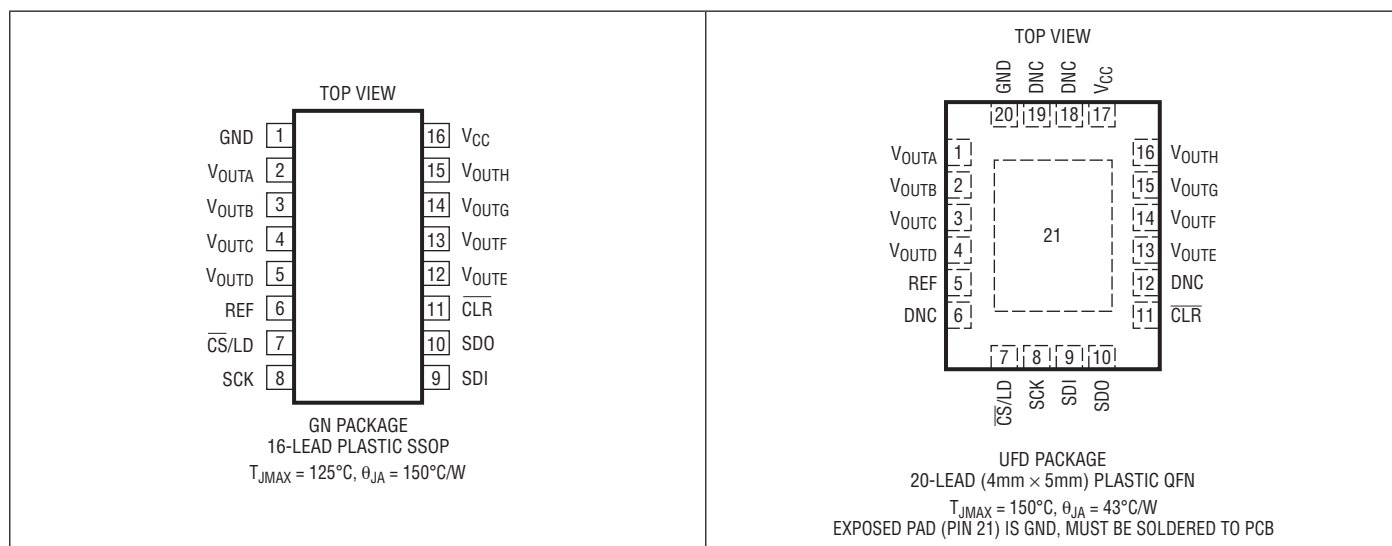 TOP VIEW
GND 1
VOUTA 2
VOUTB 3
VOUTC 4
VOUTD 5
REF 6
C̅S̅/LD 7
SCK 8
16 VCC
15 VOUTH
14 VOUTG
13 VOUTF
12 VOUTE
11 C̅L̅R̅
10 SDO
9 SDI
GN PACKAGE
16-LEAD PLASTIC SSOP
TJMAX = 125°C, θJA = 150°C/W
TOP VIEW
GND
DNC
DNC
VCC
20 19 18 17
VOUTA 1
VOUTB 2
VOUTC 3
VOUTD 4
REF 5
DNC 6
21
16 VOUTH
15 VOUTG
14 VOUTF
13 VOUTE
12 DNC
11 C̅L̅R̅
7 8 9 10
C̅S̅/LD
SCK
SDI
SDO
UFD PACKAGE
20-LEAD (4mm × 5mm) PLASTIC QFN
TJMAX = 150°C, θJA = 43°C/W
EXPOSED PAD (PIN 21) IS GND, MUST BE SOLDERED TO PCB